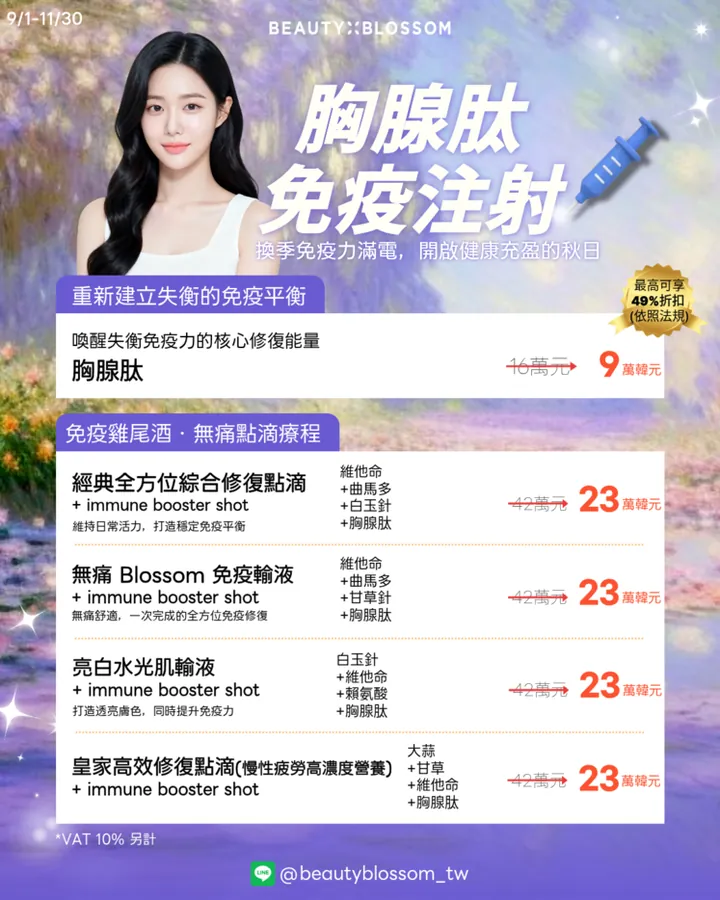 9/1-11/30
BEAUTY BLOSSOM
胸腺肽
免疫注射
換季免疫力滿電，開啟健康充盈的秋日
重新建立失衡的免疫平衡
最高可享
49%折扣
(依照法規)
喚醒失衡免疫力的核心修復能量
胸腺肽
16萬元
9萬韓元
免疫雞尾酒・無痛點滴療程
經典全方位綜合修復點滴
+ immune booster shot
維持日常活力，打造穩定免疫平衡
維他命
+曲馬多
+白玉針
+胸腺肽
42萬元
23萬韓元
無痛 Blossom 免疫輸液
+ immune booster shot
無痛舒適，一次完成的全方位免疫修復
維他命
+曲馬多
+甘草針
+胸腺肽
42萬元
23萬韓元
亮白水光肌輸液
+ immune booster shot
打造透亮膚色，同時提升免疫力
白玉針
+維他命
+賴氨酸
+胸腺肽
42萬元
23萬韓元
皇家高效修復點滴(慢性疲勞高濃度營養)
+ immune booster shot
大蒜
+甘草
+維他命
+胸腺肽
42萬元
23萬韓元
*VAT 10% 另計
LINE
@beautyblossom_tw